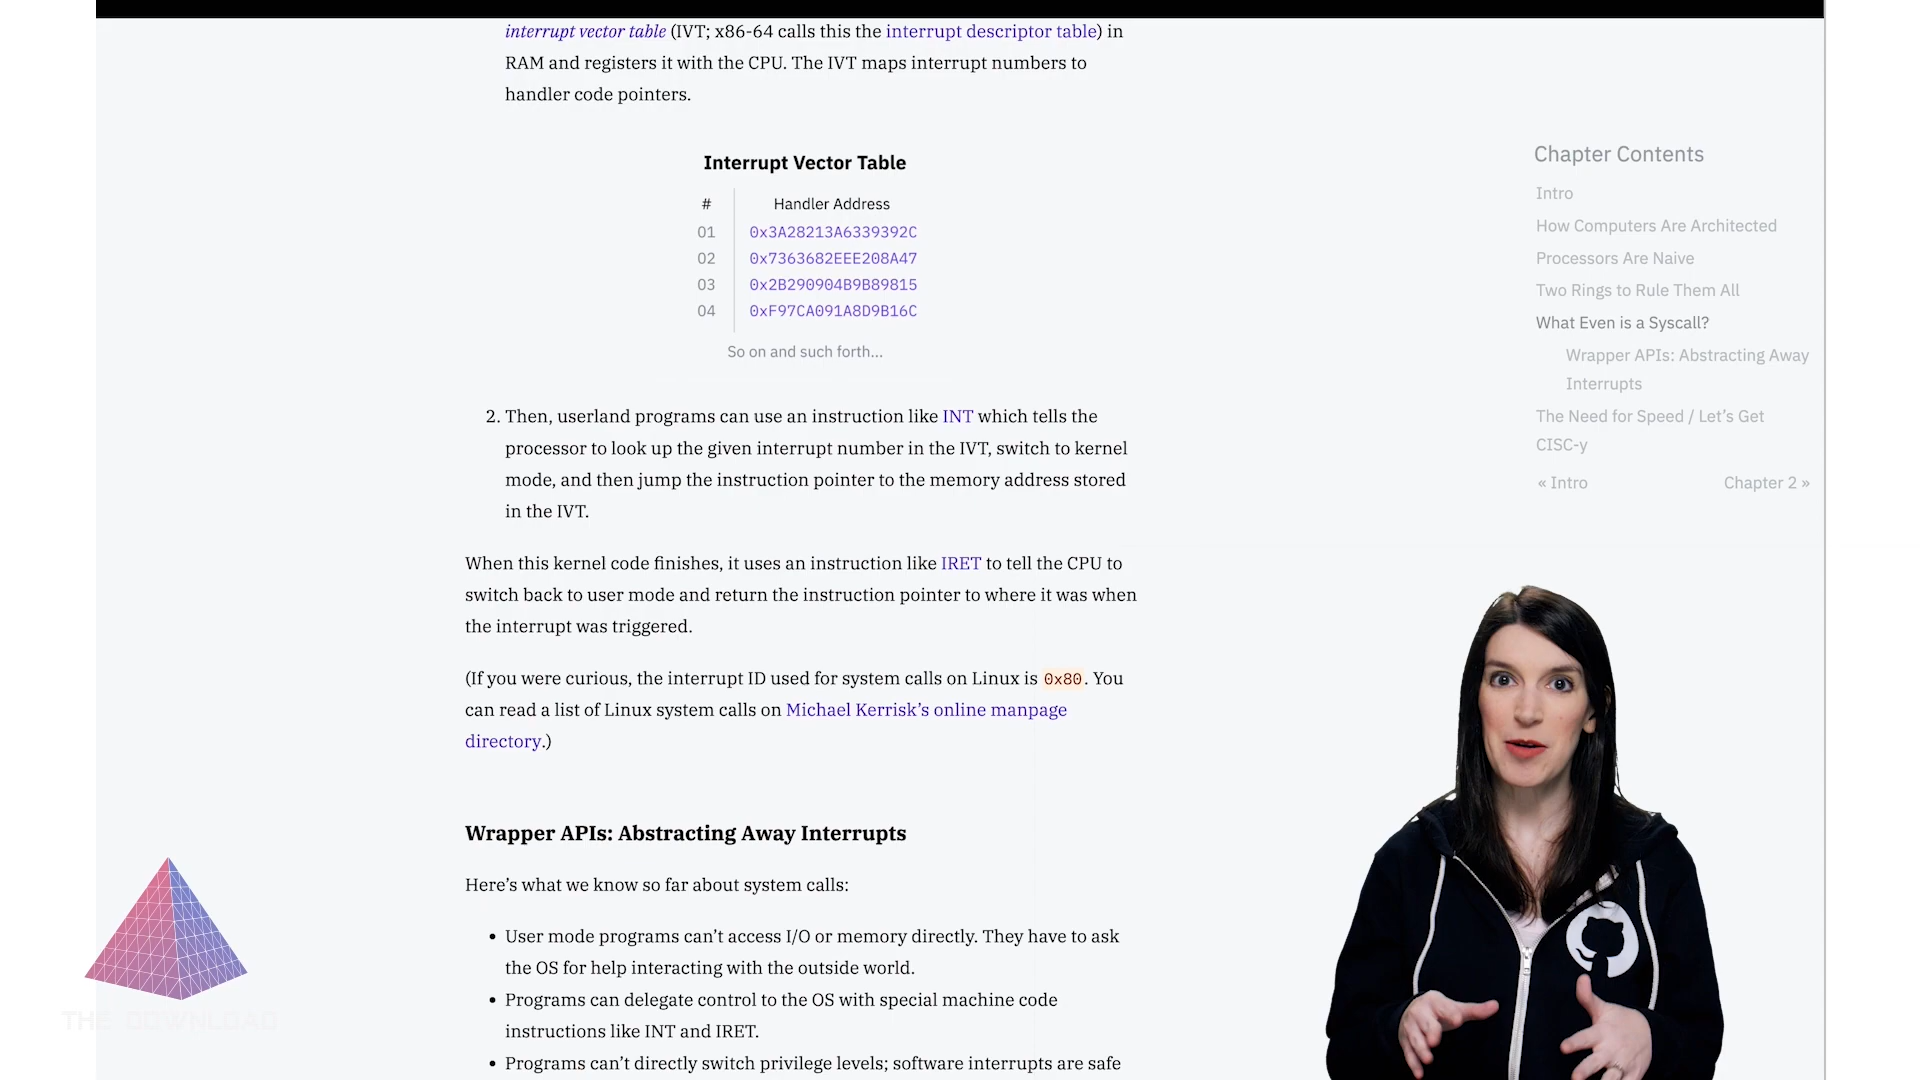 interrupt vector table (IVT; x86-64 calls this the interrupt descriptor table) in
RAM and registers it with the CPU. The IVT maps interrupt numbers to
handler code pointers.
Interrupt Vector Table
# Handler Address
01 0x3A28213A6339392C
02 0x7363682EEE208A47
03 0x2B290904B9B89815
04 0xF97CA091A8D9B16C
So on and such forth...
2. Then, userland programs can use an instruction like INT which tells the
processor to look up the given interrupt number in the IVT, switch to kernel
mode, and then jump the instruction pointer to the memory address stored
in the IVT.
When this kernel code finishes, it uses an instruction like IRET to tell the CPU to
switch back to user mode and return the instruction pointer to where it was when
the interrupt was triggered.
(If you were curious, the interrupt ID used for system calls on Linux is 0x80. You
can read a list of Linux system calls on Michael Kerrisk’s online manpage
directory.)
Wrapper APIs: Abstracting Away Interrupts
Here’s what we know so far about system calls:
• User mode programs can’t access I/O or memory directly. They have to ask
the OS for help interacting with the outside world.
• Programs can delegate control to the OS with special machine code
instructions like INT and IRET.
• Programs can’t directly switch privilege levels; software interrupts are safe
Chapter Contents
Intro
How Computers Are Architected
Processors Are Naive
Two Rings to Rule Them All
What Even is a Syscall?
Wrapper APIs: Abstracting Away
Interrupts
The Need for Speed / Let’s Get
CISC-y
« Intro Chapter 2 »
THE DOWNLOAD